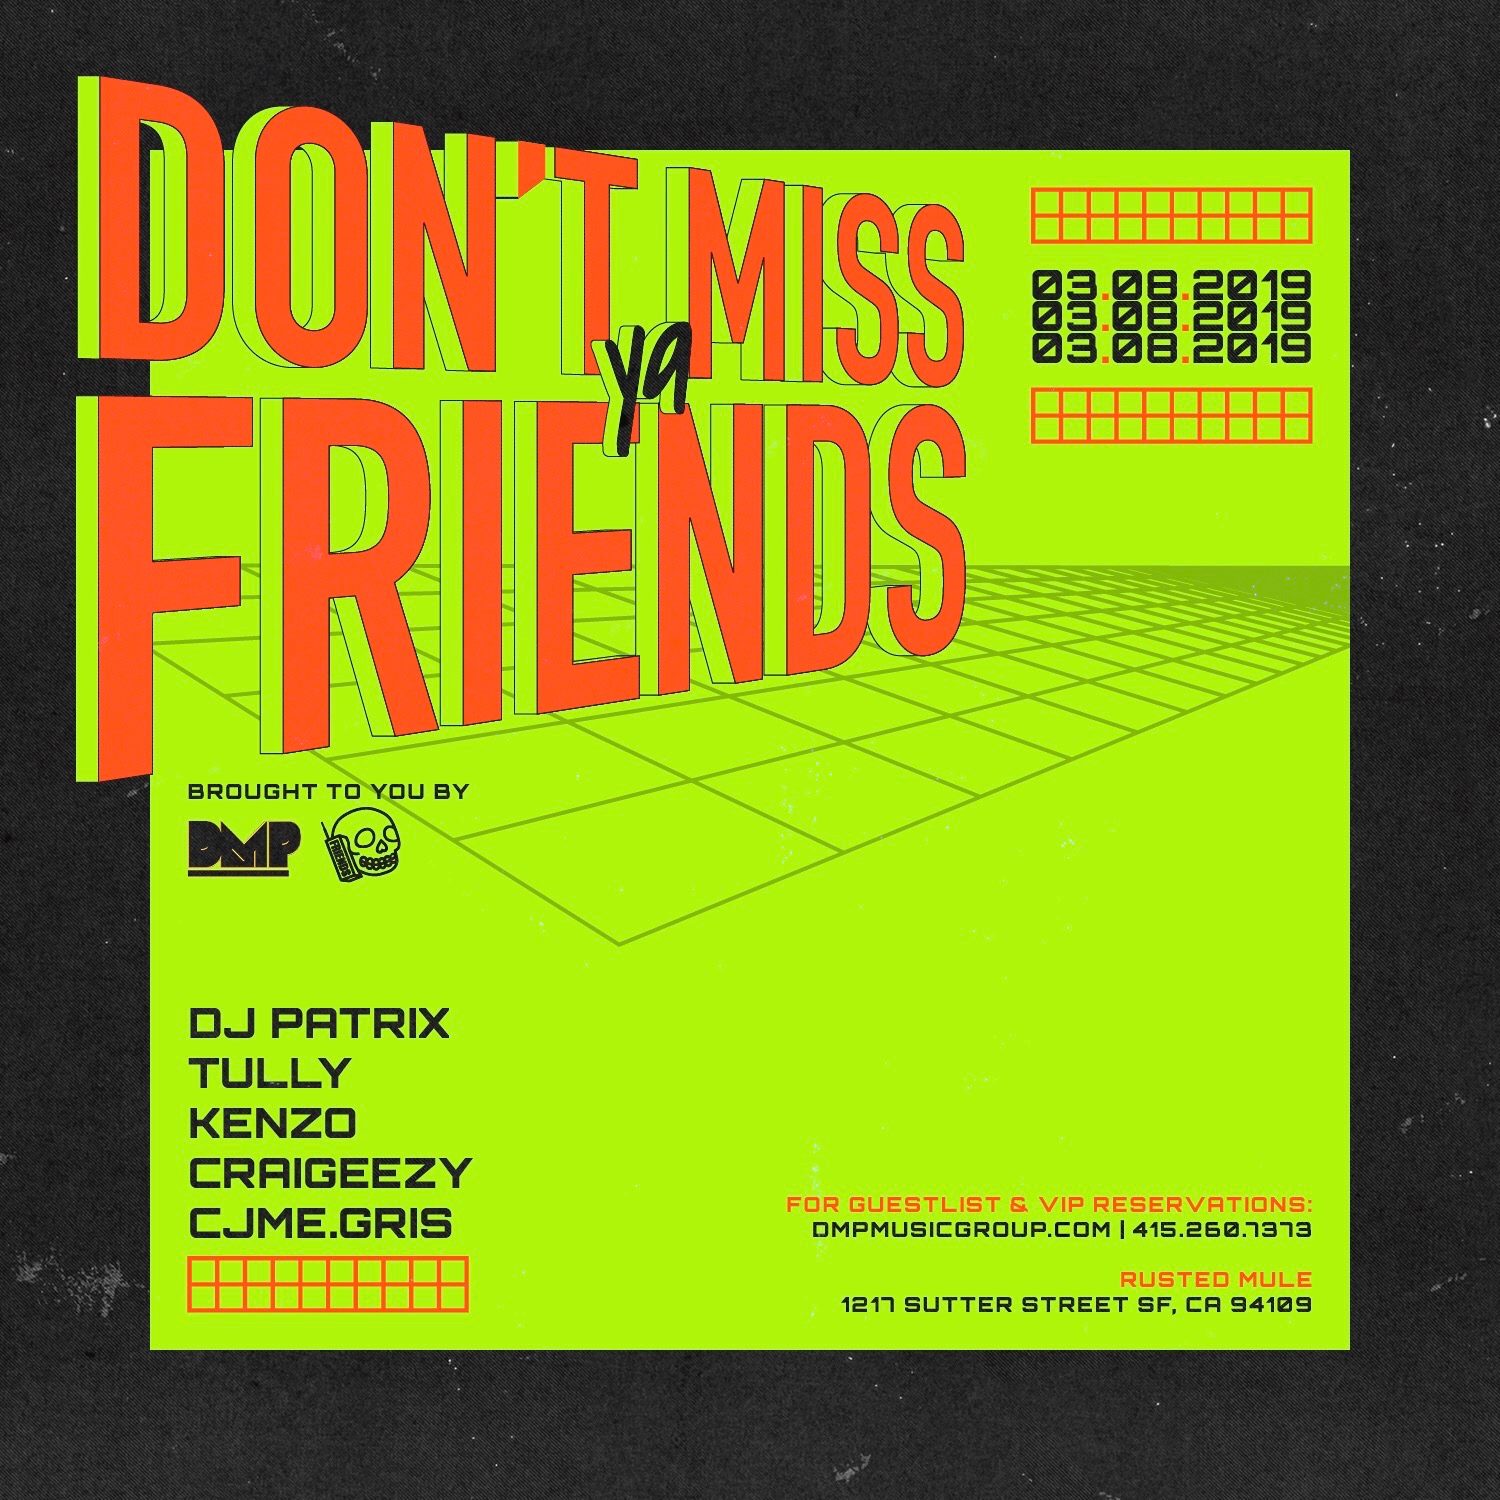 DON'T MISS
ya
FRIENDS
03.08.2019
03.08.2019
03.08.2019
BROUGHT TO YOU BY
DMP
FRIENDS
DJ PATRIX
TULLY
KENZO
CRAIGEEZY
CJME.GRIS
FOR GUESTLIST & VIP RESERVATIONS:
DMPMUSICGROUP.COM | 415.260.7373
RUSTED MULE
1217 SUTTER STREET SF, CA 94109